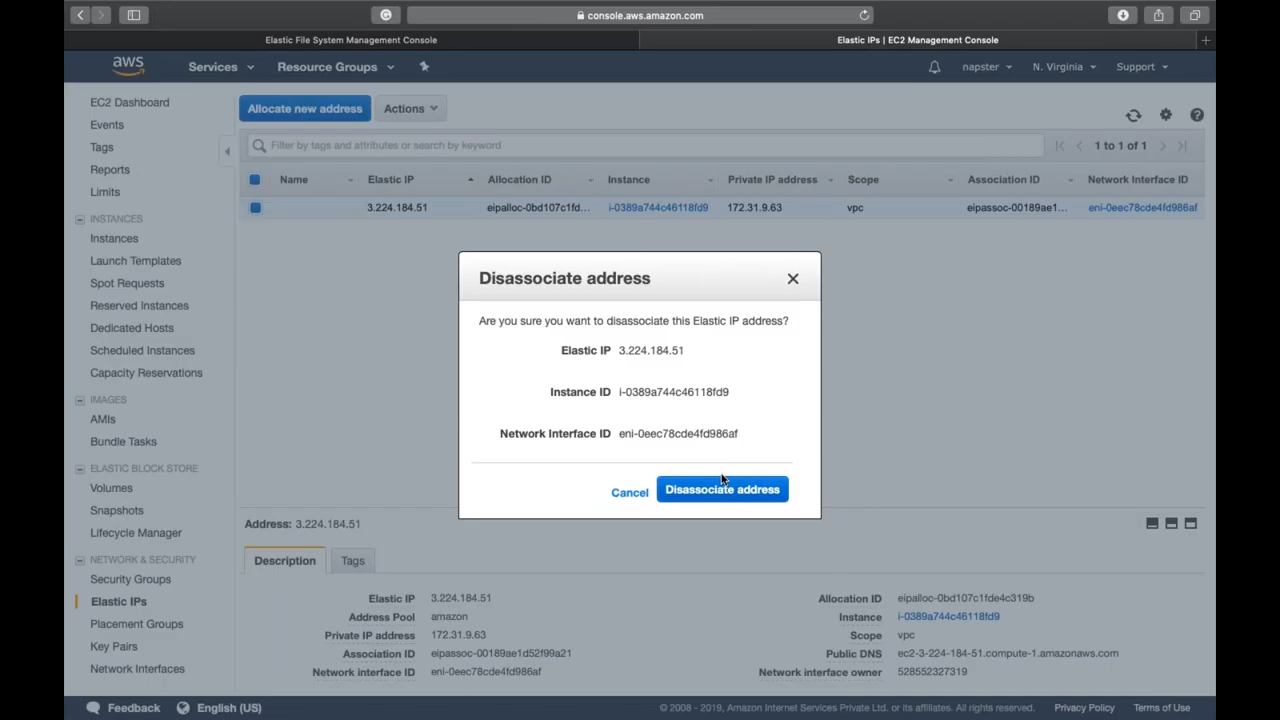 console.aws.amazon.com
Elastic File System Management Console
Elastic IPs | EC2 Management Console
aws
Services
Resource Groups
napster
N. Virginia
Support
EC2 Dashboard
Events
Tags
Reports
Limits
INSTANCES
Instances
Launch Templates
Spot Requests
Reserved Instances
Dedicated Hosts
Scheduled Instances
Capacity Reservations
IMAGES
AMIs
Bundle Tasks
ELASTIC BLOCK STORE
Volumes
Snapshots
Lifecycle Manager
NETWORK & SECURITY
Security Groups
Elastic IPs
Placement Groups
Key Pairs
Network Interfaces
Allocate new address
Actions
Filter by tags and attributes or search by keyword
1 to 1 of 1
Name Elastic IP Allocation ID Instance Private IP address Scope Association ID Network Interface ID
3.224.184.51 eipalloc-0bd107c1fd... i-0389a744c46118fd9 172.31.9.63 vpc eipassoc-00189ae1... eni-0eec78cde4fd986af
Disassociate address
Are you sure you want to disassociate this Elastic IP address?
Elastic IP 3.224.184.51
Instance ID i-0389a744c46118fd9
Network Interface ID eni-0eec78cde4fd986af
Cancel
Disassociate address
Address: 3.224.184.51
Description
Tags
Elastic IP 3.224.184.51
Address Pool amazon
Private IP address 172.31.9.63
Association ID eipassoc-00189ae1d52f99a21
Network interface ID eni-0eec78cde4fd986af
Allocation ID eipalloc-0bd107c1fde4c319b
Instance i-0389a744c46118fd9
Scope vpc
Public DNS ec2-3-224-184-51.compute-1.amazonaws.com
Network interface owner 528552327319
Feedback
English (US)
© 2008 - 2019, Amazon Internet Services Private Ltd. or its affiliates. All rights reserved.
Privacy Policy
Terms of Use